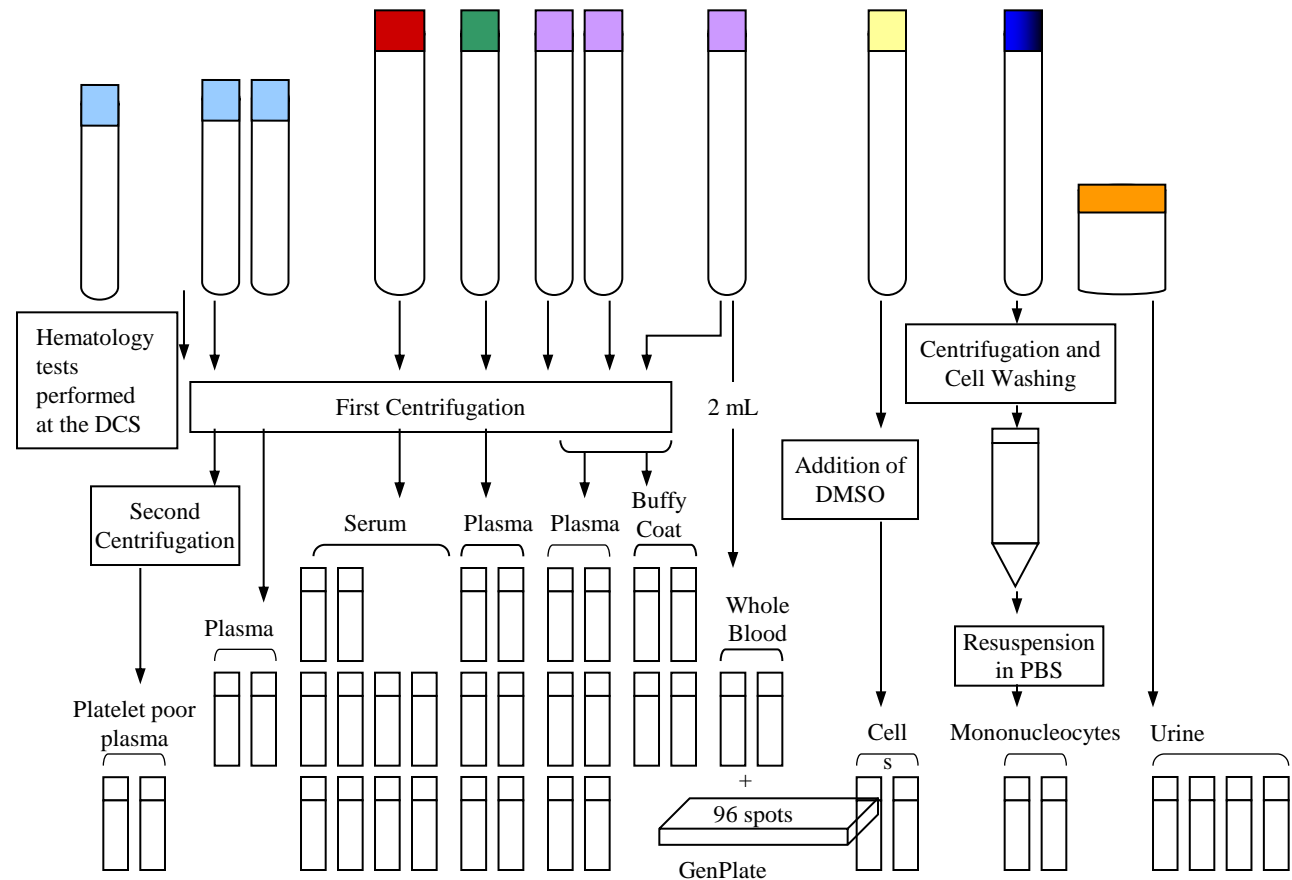 Hematology
tests
performed
at the DCS
First Centrifugation
2 mL
Centrifugation and
Cell Washing
Addition of
DMSO
Second
Centrifugation
Serum
Plasma
Plasma
Buffy
Coat
Plasma
Whole
Blood
Resuspension
in PBS
Platelet poor
plasma
Cell
s
Mononucleocytes
Urine
+
96 spots
GenPlate